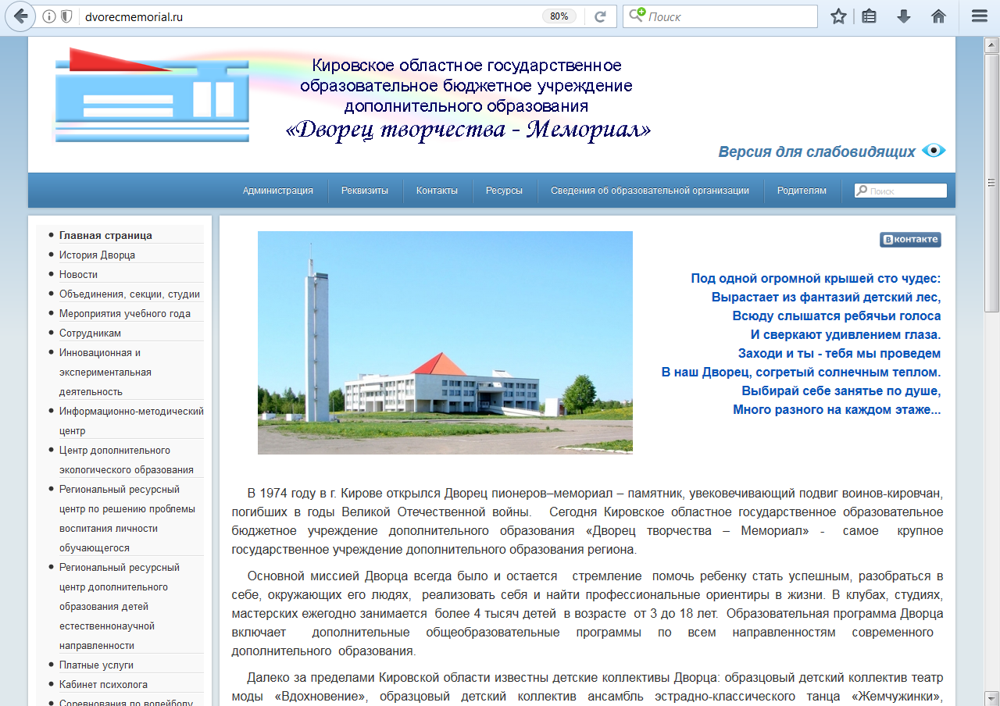 dvorecmemorial.ru
80%
Поиск
Кировское областное государственное
образовательное бюджетное учреждение
дополнительного образования
«Дворец творчества - Мемориал»
Версия для слабовидящих
Администрация
Реквизиты
Контакты
Ресурсы
Сведения об образовательной организации
Родителям
Поиск
Главная страница
История Дворца
Новости
Объединения, секции, студии
Мероприятия учебного года
Сотрудникам
Инновационная и
экспериментальная
деятельность
Информационно-методический
центр
Центр дополнительного
экологического образования
Региональный ресурсный
центр по решению проблемы
воспитания личности
обучающегося
Региональный ресурсный
центр дополнительного
образования детей
естественнонаучной
направленности
Платные услуги
Кабинет психолога
Соревнования по волейболу
В контакте
Под одной огромной крышей сто чудес:
Вырастает из фантазий детский лес,
Всюду слышатся ребячьи голоса
И сверкают удивлением глаза.
Заходи и ты - тебя мы проведем
В наш Дворец, согретый солнечным теплом.
Выбирай себе занятье по душе,
Много разного на каждом этаже...
В 1974 году в г. Кирове открылся Дворец пионеров–мемориал – памятник, увековечивающий подвиг воинов-кировчан,
погибших в годы Великой Отечественной войны. Сегодня Кировское областное государственное образовательное
бюджетное учреждение дополнительного образования «Дворец творчества – Мемориал» - самое крупное
государственное учреждение дополнительного образования региона.
Основной миссией Дворца всегда было и остается стремление помочь ребенку стать успешным, разобраться в
себе, окружающих его людях, реализовать себя и найти профессиональные ориентиры в жизни. В клубах, студиях,
мастерских ежегодно занимается более 4 тысяч детей в возрасте от 3 до 18 лет. Образовательная программа Дворца
включает дополнительные общеобразовательные программы по всем направленностям современного
дополнительного образования.
Далеко за пределами Кировской области известны детские коллективы Дворца: образцовый детский коллектив театр
моды «Вдохновение», образцовый детский коллектив ансамбль эстрадно-классического танца «Жемчужинки»,